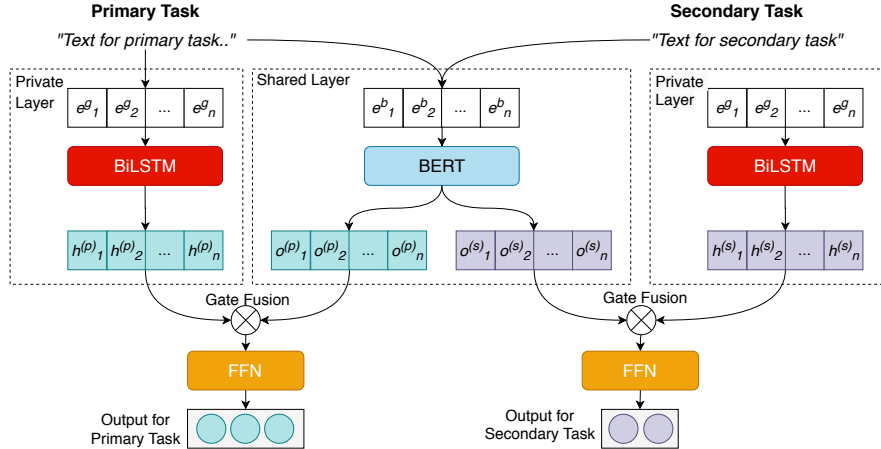 Primary Task
Secondary Task
"Text for primary task.."
"Text for secondary task"
Private
Layer
Shared Layer
Private
Layer
e^g_1 e^g_2 ... e^g_n
e^b_1 e^b_2 ... e^b_n
e^g_1 e^g_2 ... e^g_n
BiLSTM
BERT
BiLSTM
h^(p)_1 h^(p)_2 ... h^(p)_n
o^(p)_1 o^(p)_2 ... o^(p)_n
o^(s)_1 o^(s)_2 ... o^(s)_n
h^(s)_1 h^(s)_2 ... h^(s)_n
Gate Fusion
Gate Fusion
FFN
FFN
Output for
Primary Task
Output for
Secondary Task